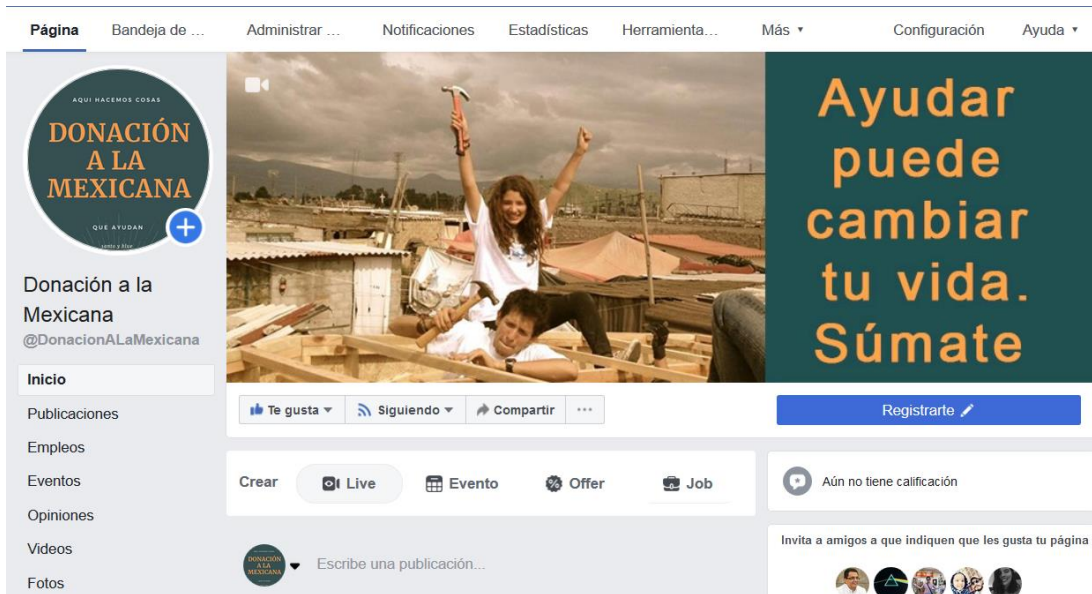 Página Bandeja de ... Administrar ... Notificaciones Estadísticas Herramienta... Más Configuración Ayuda
AQUI HACEMOS COSAS
DONACIÓN
A LA
MEXICANA
QUE AYUDAN
Donación a la
Mexicana
@DonacionALaMexicana
Inicio
Publicaciones
Empleos
Eventos
Opiniones
Videos
Fotos
Ayudar
puede
cambiar
tu vida.
Súmate
Te gusta Siguiendo Compartir ...
Registrarte
Crear Live Evento Offer Job
DONACIÓN
A LA
MEXICANA
Escribe una publicación...
Aún no tiene calificación
Invita a amigos a que indiquen que les gusta tu página